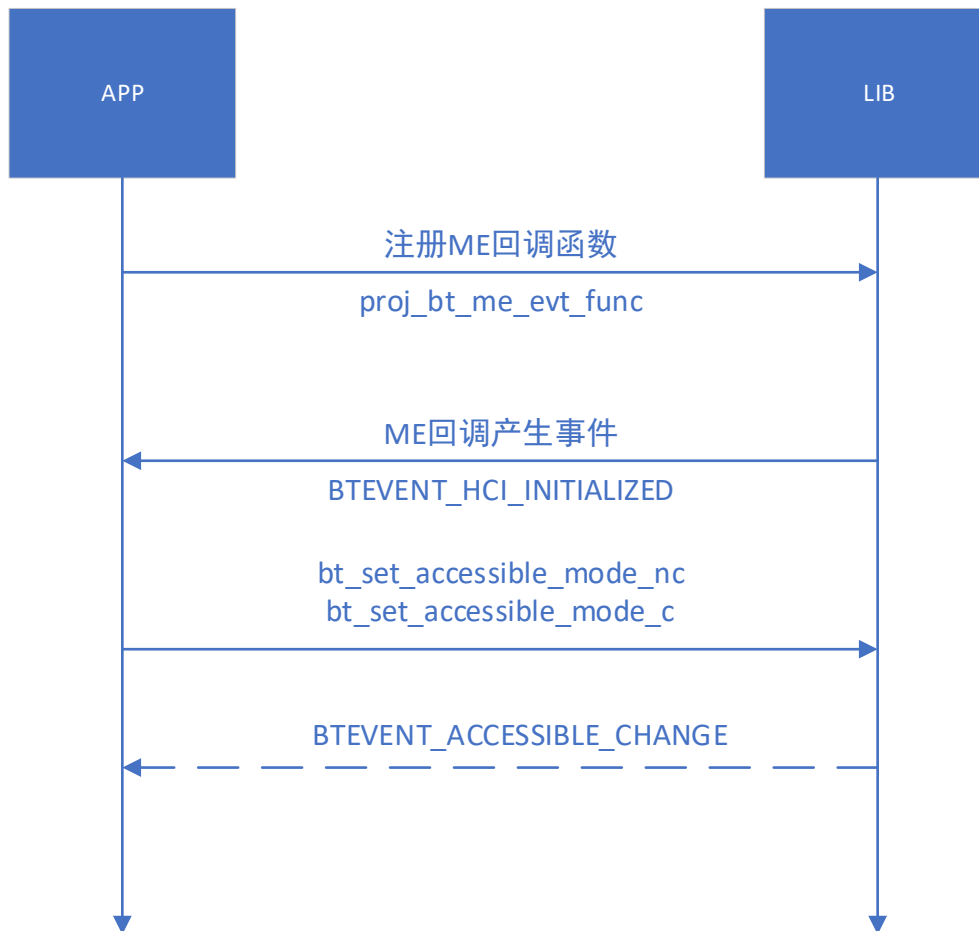 APP
LIB
注册ME回调函数
proj_bt_me_evt_func
ME回调产生事件
BTEVENT_HCI_INITIALIZED
bt_set_accessible_mode_nc
bt_set_accessible_mode_c
BTEVENT_ACCESSIBLE_CHANGE